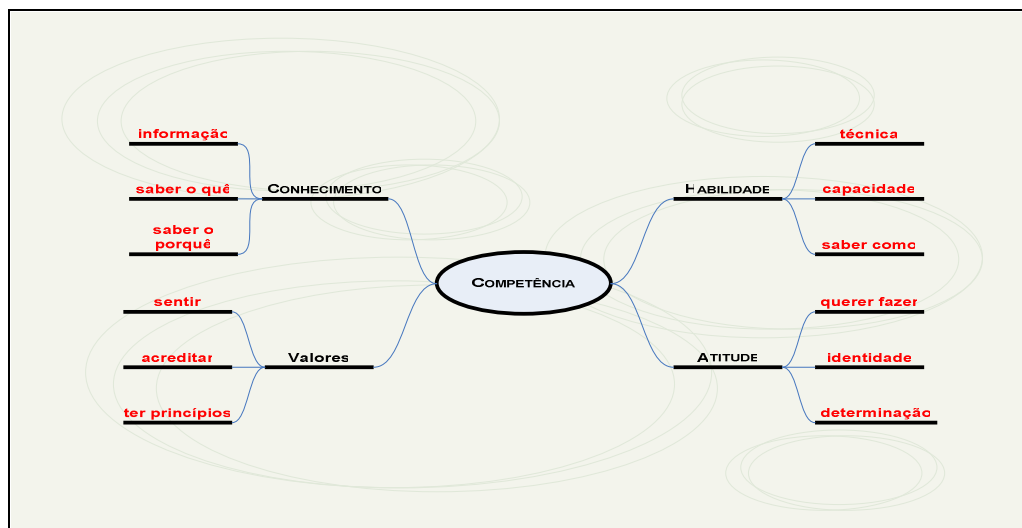 informação
saber o quê
saber o
porquê
CONHECIMENTO
sentir
acreditar
ter princípios
Valores
COMPETÊNCIA
HABILIDADE
técnica
capacidade
saber como
ATITUDE
querer fazer
identidade
determinação